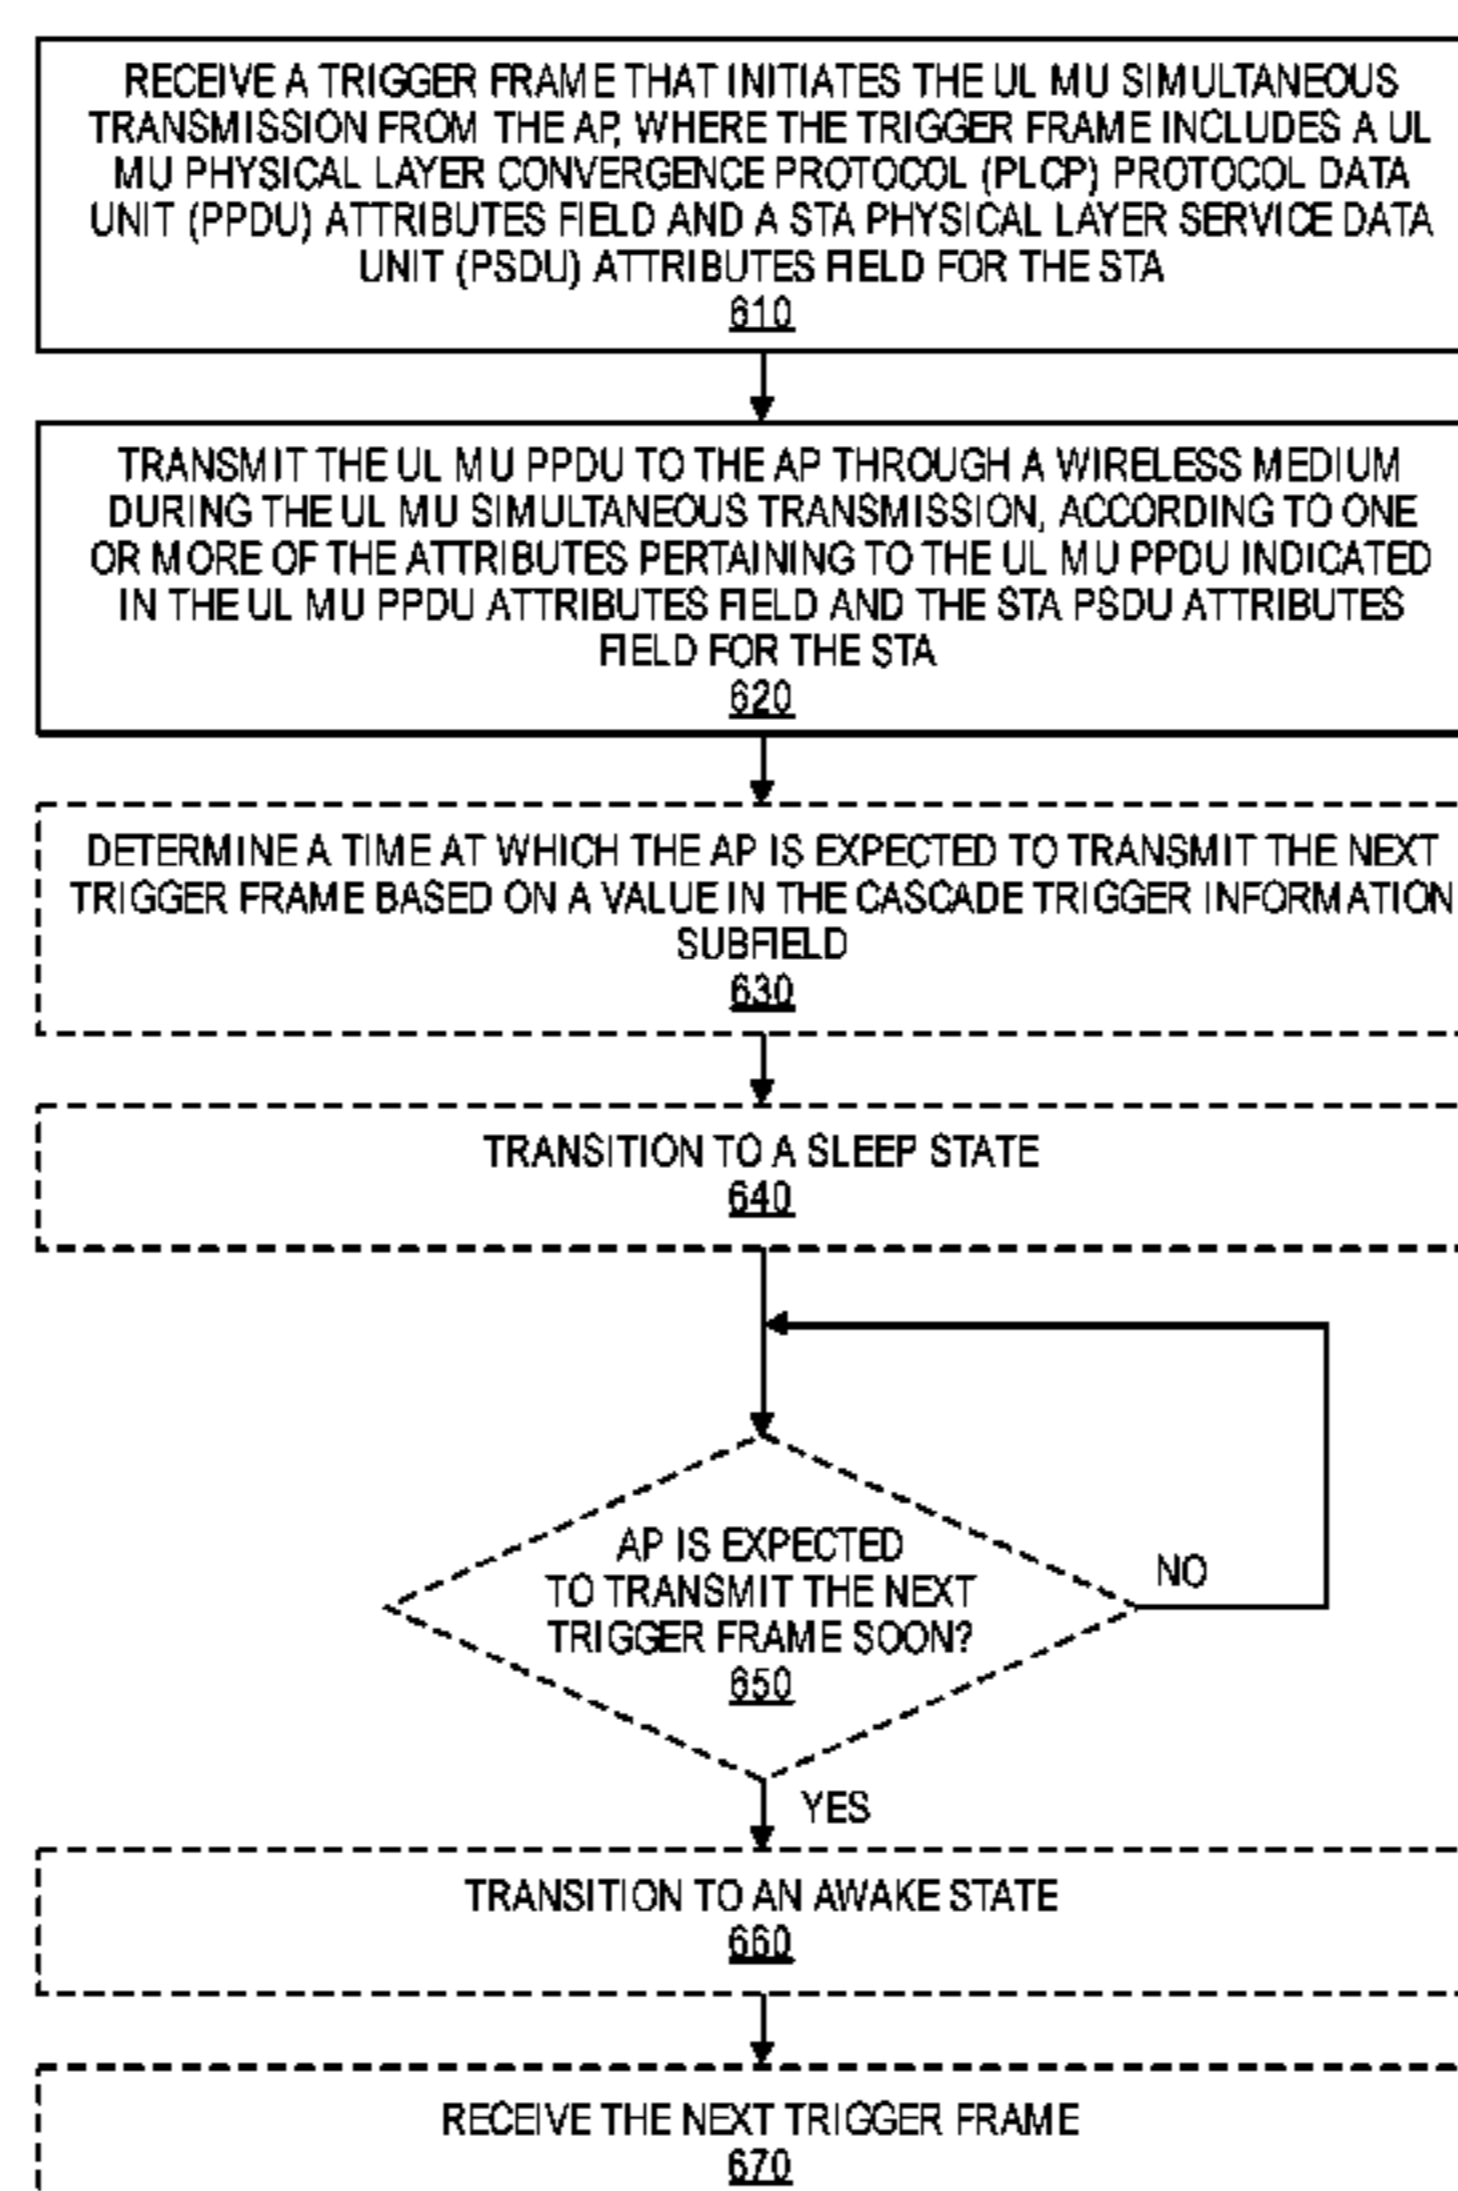 RECEIVE A TRIGGER FRAME THAT INITIATES THE UL MU SIMULTANEOUS
TRANSMISSION FROM THE AP, WHERE THE TRIGGER FRAME INCLUDES A UL
MU PHYSICAL LAYER CONVERGENCE PROTOCOL (PLCP) PROTOCOL DATA
UNIT (PPDU) ATTRIBUTES FIELD AND A STA PHYSICAL LAYER SERVICE DATA
UNIT (PSDU) ATTRIBUTES FIELD FOR THE STA
610
TRANSMIT THE UL MU PPDU TO THE AP THROUGH A WIRELESS MEDIUM
DURING THE UL MU SIMULTANEOUS TRANSMISSION, ACCORDING TO ONE
OR MORE OF THE ATTRIBUTES PERTAINING TO THE UL MU PPDU INDICATED
IN THE UL MU PPDU ATTRIBUTES FIELD AND THE STA PSDU ATTRIBUTES
FIELD FOR THE STA
620
DETERMINE A TIME AT WHICH THE AP IS EXPECTED TO TRANSMIT THE NEXT
TRIGGER FRAME BASED ON A VALUE IN THE CASCADE TRIGGER INFORMATION
SUBFIELD
630
TRANSITION TO A SLEEP STATE
640
AP IS EXPECTED
TO TRANSMIT THE NEXT
TRIGGER FRAME SOON?
650
NO
YES
TRANSITION TO AN AWAKE STATE
660
RECEIVE THE NEXT TRIGGER FRAME
670